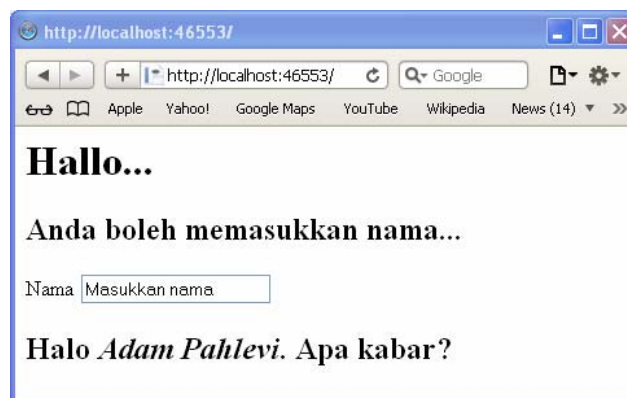 http://localhost:46553/
http://localhost:46553/ Google
Apple Yahoo! Google Maps YouTube Wikipedia News (14)
Hallo...
Anda boleh memasukkan nama...
Nama Masukkan nama
Halo Adam Pahlevi. Apa kabar?